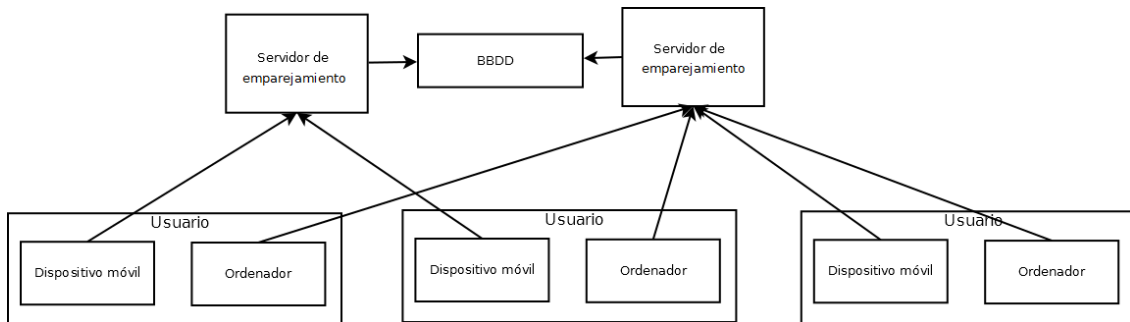 Servidor de
emparejamiento
BBDD
Servidor de
emparejamiento
Usuario
Dispositivo móvil
Ordenador
Usuario
Dispositivo móvil
Ordenador
Usuario
Dispositivo móvil
Ordenador